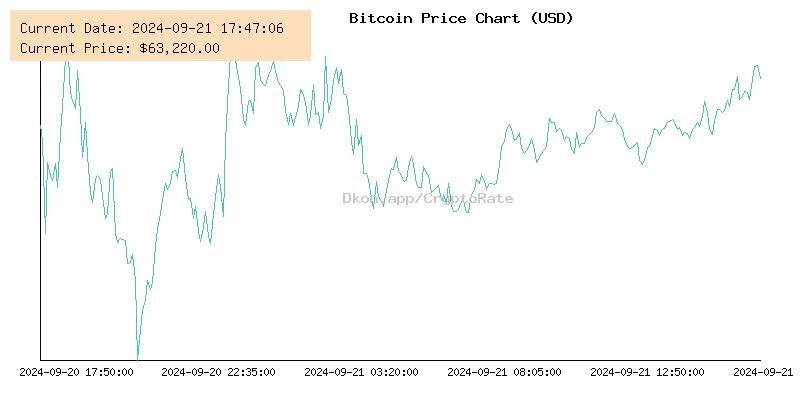 Bitcoin Price Chart (USD)
Current Date: 2024-09-21 17:47:06
Current Price: $63,220.00
Dkoh.app/CryptoRate
2024-09-20 17:50:00 2024-09-20 22:35:00 2024-09-21 03:20:00 2024-09-21 08:05:00 2024-09-21 12:50:00 2024-09-21